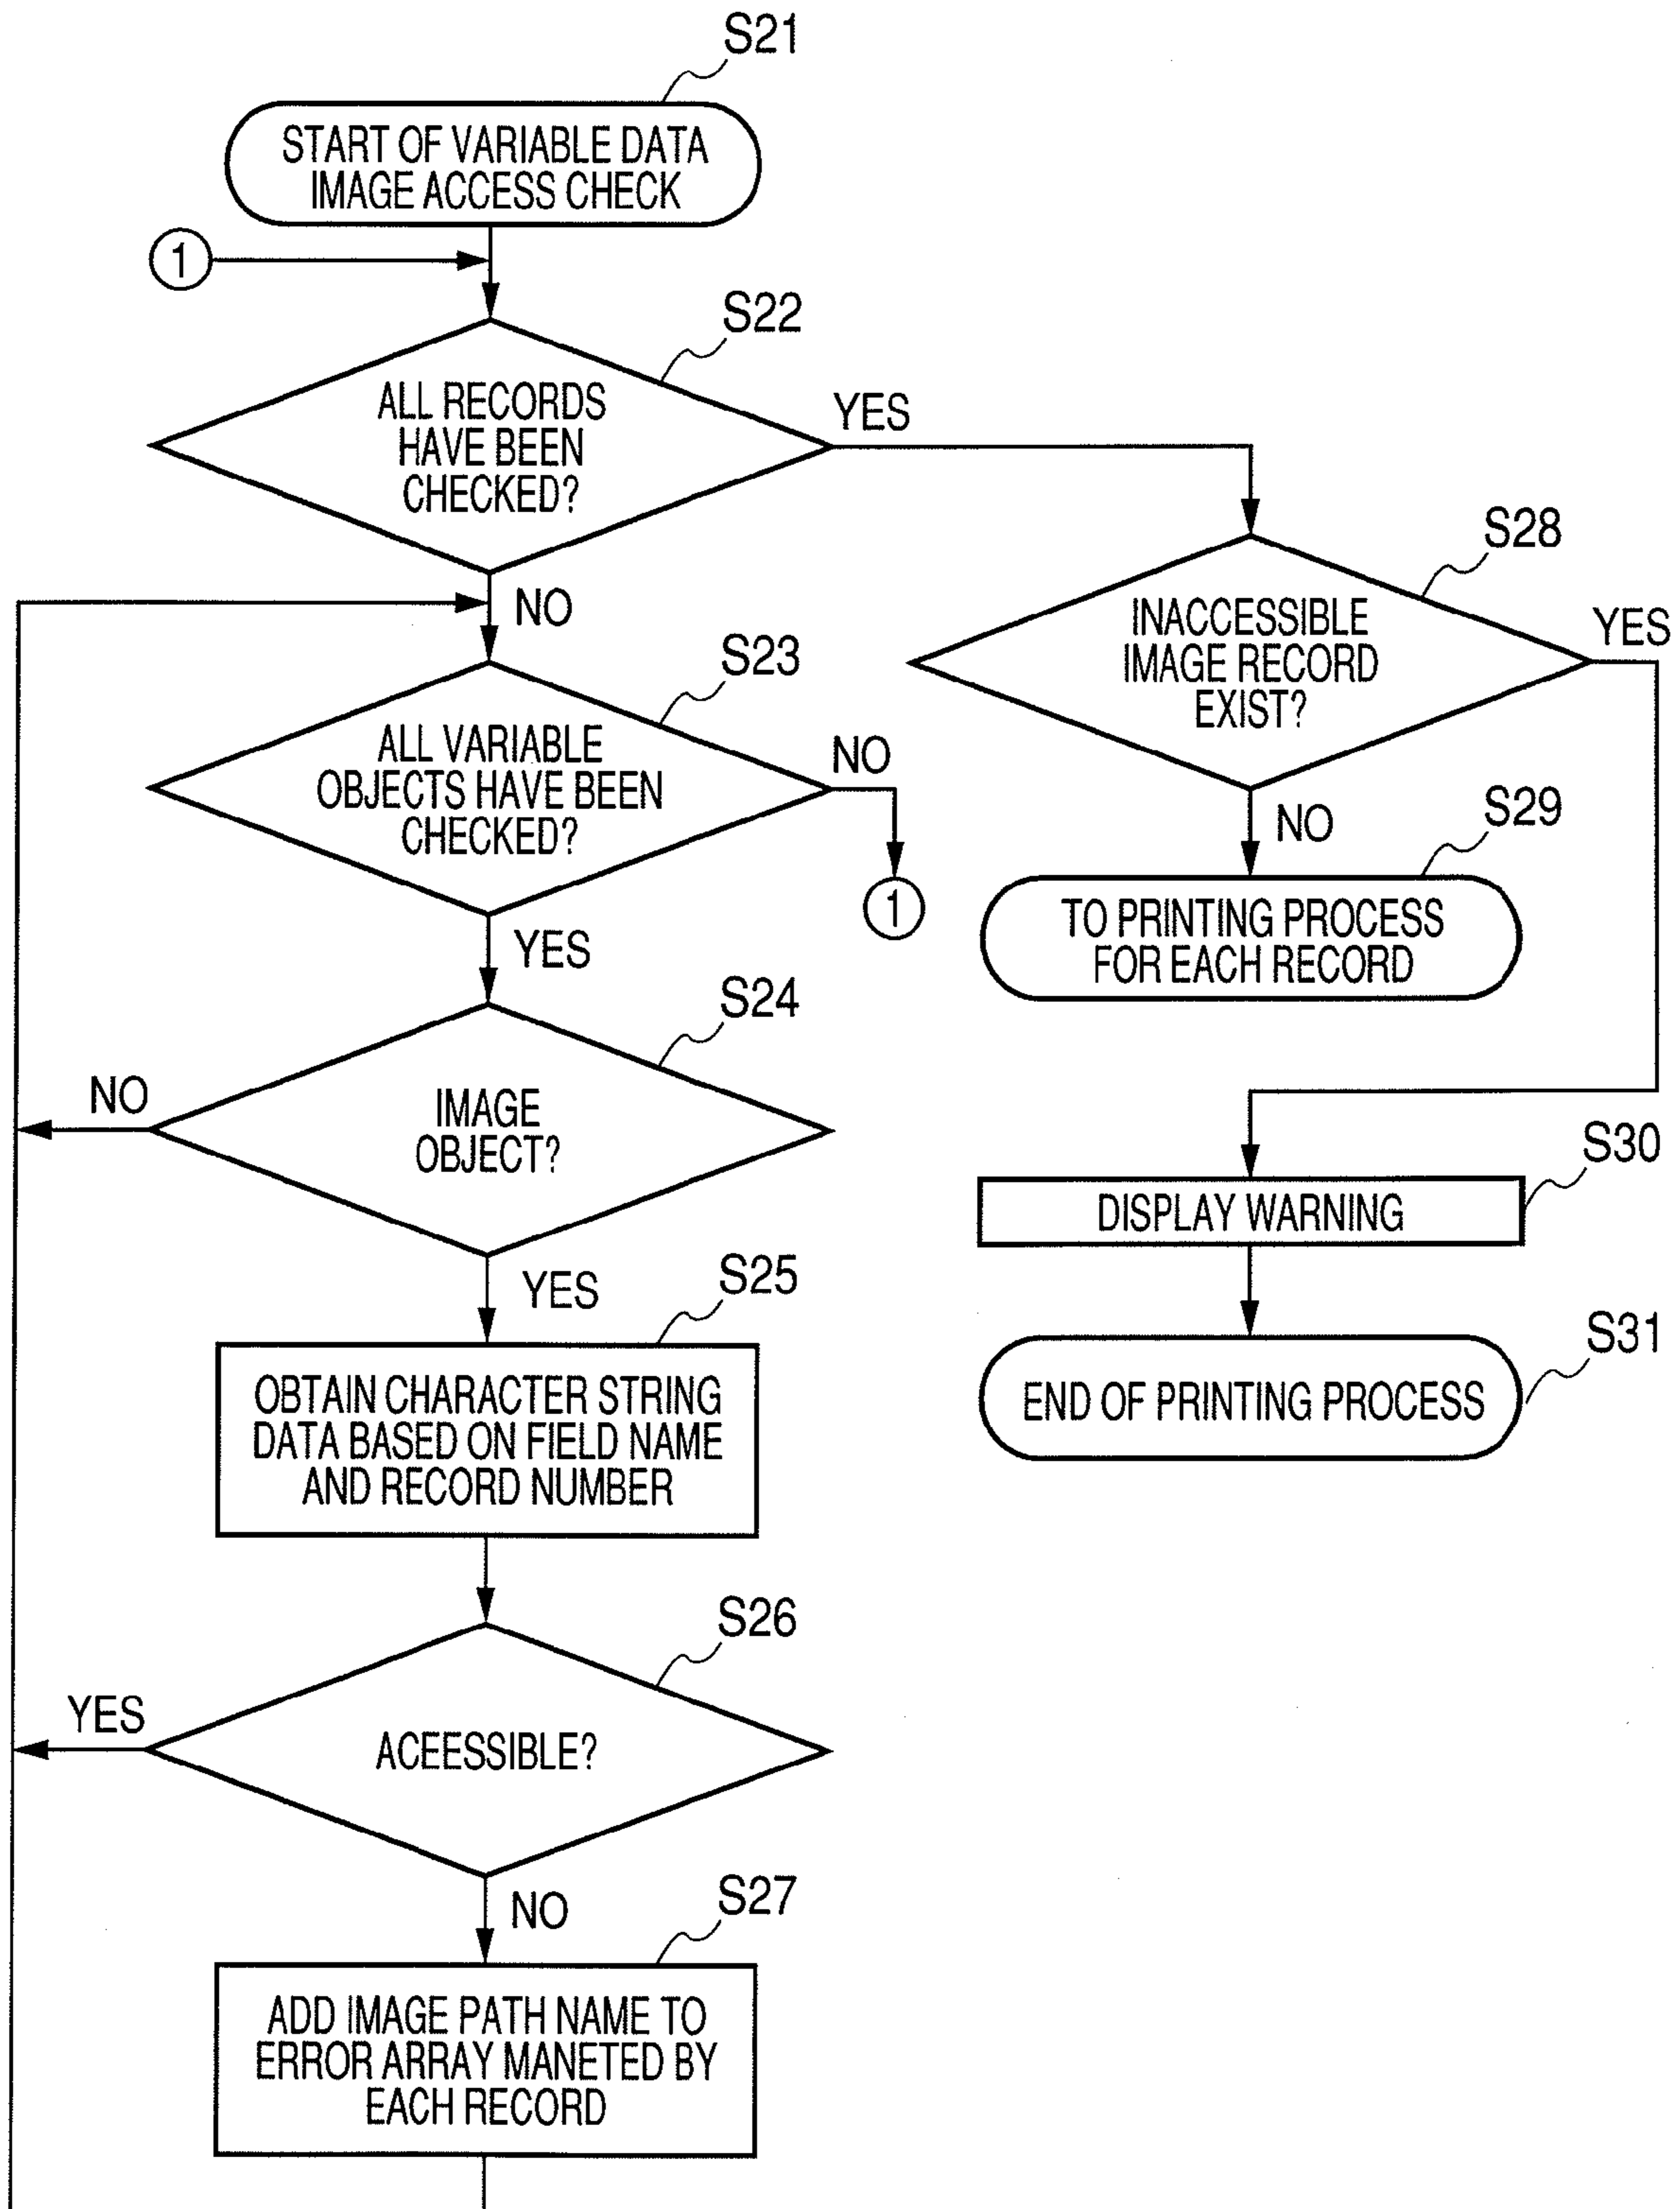 S21
START OF VARIABLE DATA
IMAGE ACCESS CHECK
1
S22
ALL RECORDS
HAVE BEEN
CHECKED?
YES
NO
S23
ALL VARIABLE
OBJECTS HAVE BEEN
CHECKED?
NO
1
YES
S24
IMAGE
OBJECT?
NO
YES
S25
OBTAIN CHARACTER STRING
DATA BASED ON FIELD NAME
AND RECORD NUMBER
S26
ACEESSIBLE?
YES
NO
S27
ADD IMAGE PATH NAME TO
ERROR ARRAY MANETED BY
EACH RECORD
S28
INACCESSIBLE
IMAGE RECORD
EXIST?
YES
NO
S29
TO PRINTING PROCESS
FOR EACH RECORD
S30
DISPLAY WARNING
S31
END OF PRINTING PROCESS